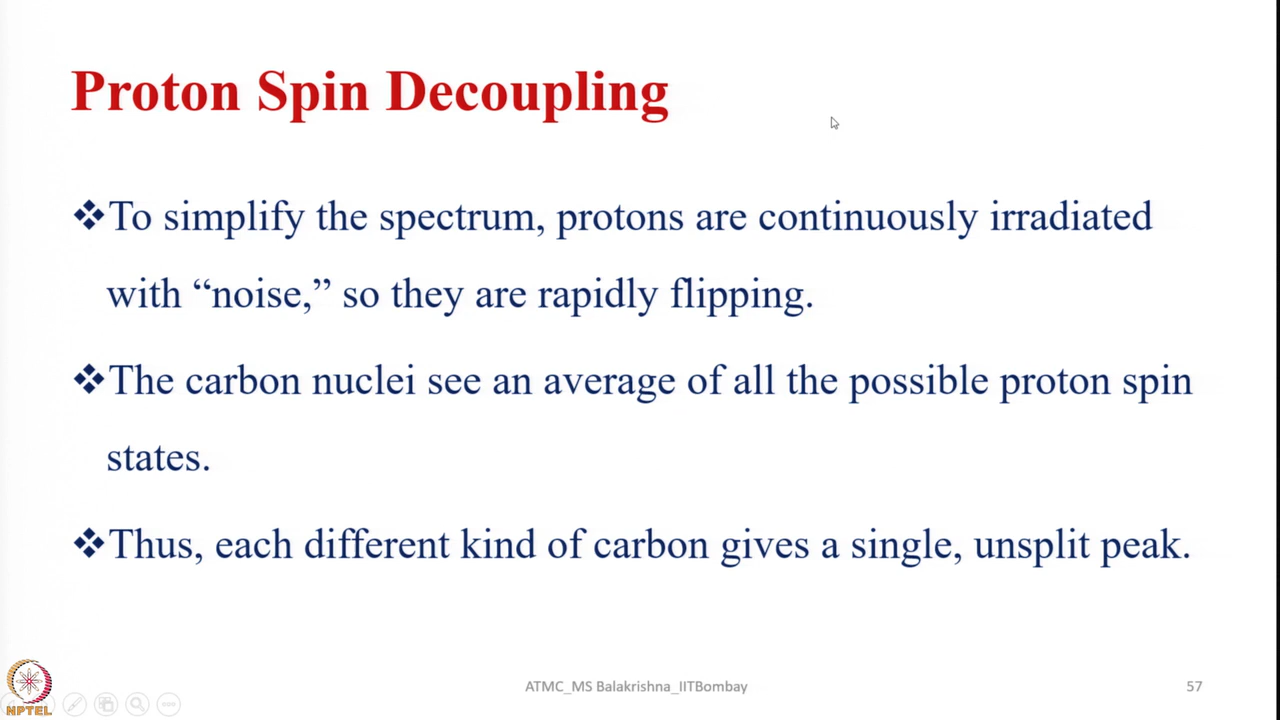 Proton Spin Decoupling
❖To simplify the spectrum, protons are continuously irradiated
with “noise,” so they are rapidly flipping.
❖The carbon nuclei see an average of all the possible proton spin
states.
❖Thus, each different kind of carbon gives a single, unsplit peak.
NPTEL
ATMC_MS Balakrishna_IITBombay
57